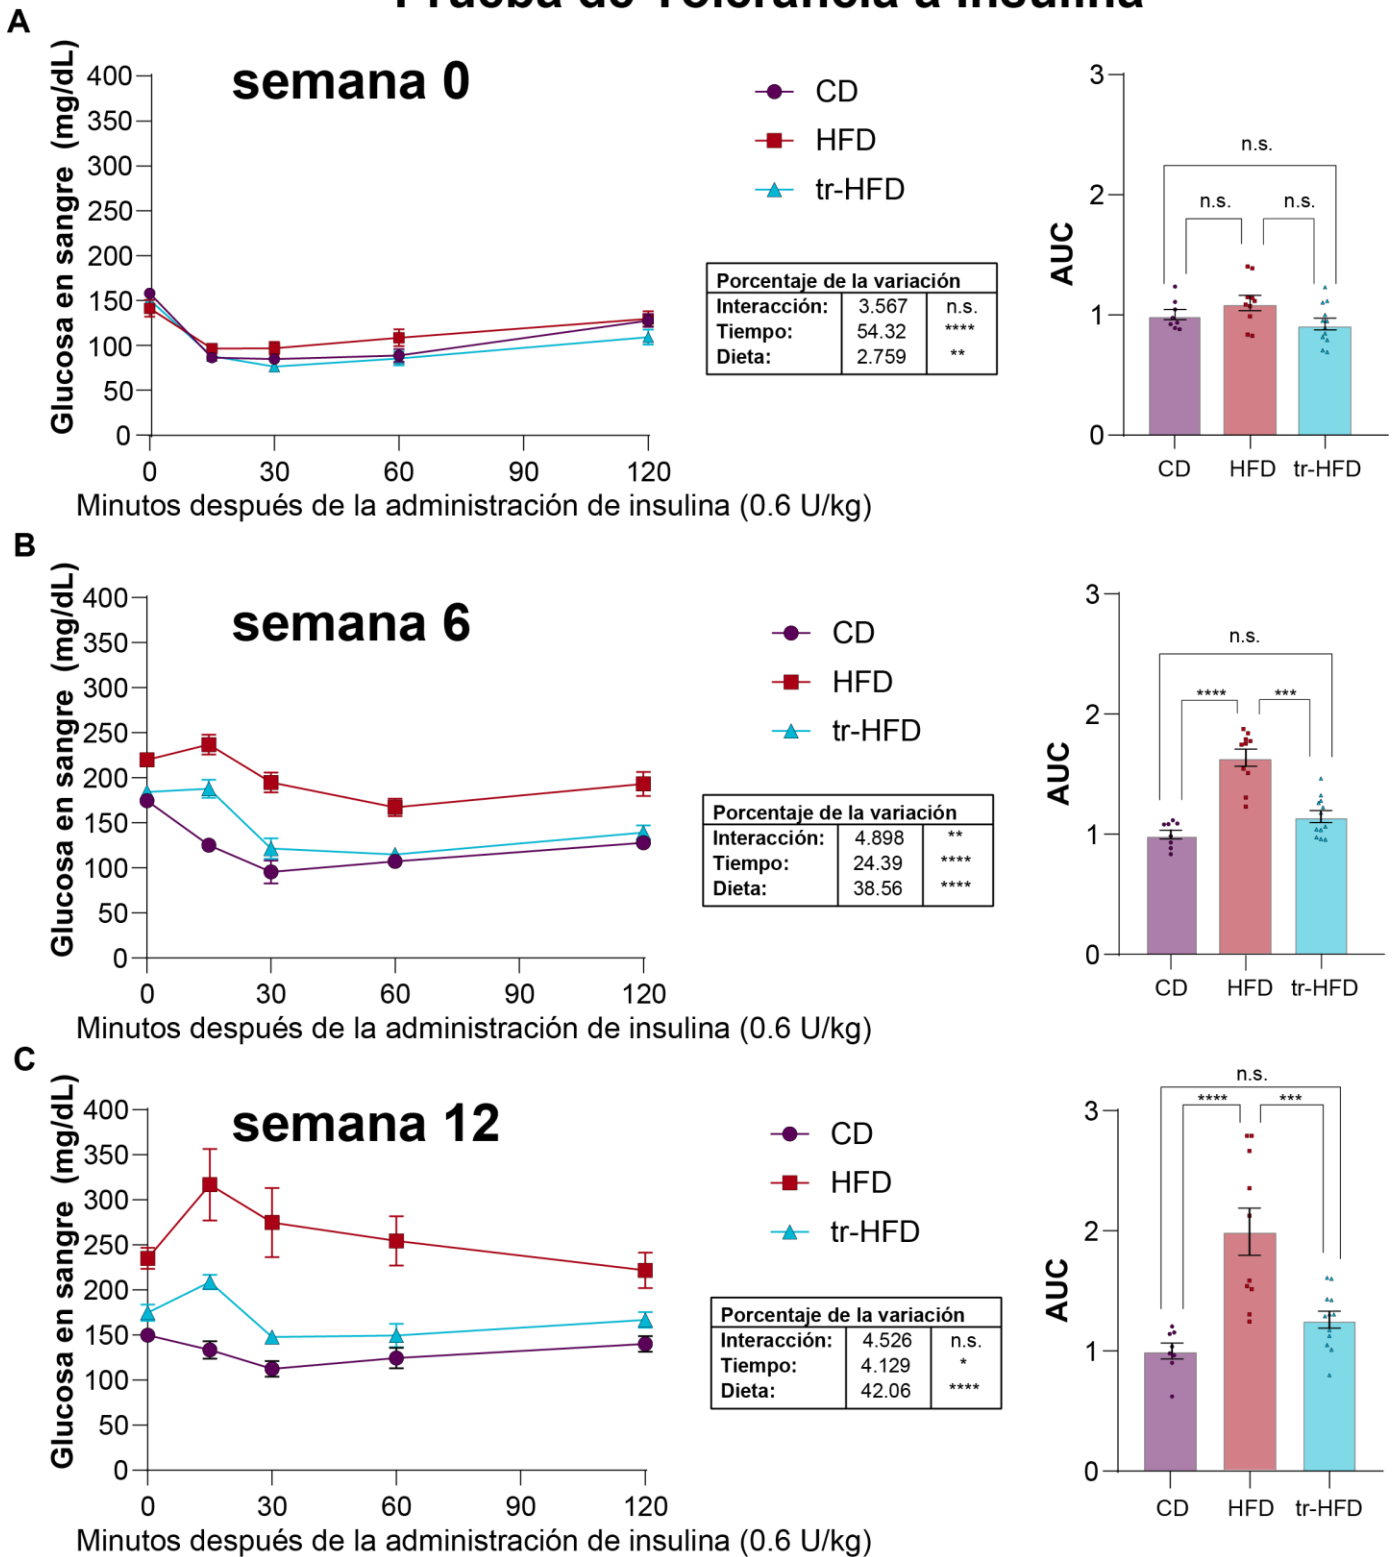 Prueba de Tolerancia a Insulina
A
semana 0
Glucosa en sangre (mg/dL)
400
350
300
250
200
150
100
50
0
0 30 60 90 120
Minutos después de la administración de insulina (0.6 U/kg)
CD
HFD
tr-HFD
Porcentaje de la variación
Interacción: 3.567 n.s.
Tiempo: 54.32 ****
Dieta: 2.759 **
AUC
3
2
1
0
n.s.
n.s. n.s.
CD HFD tr-HFD
B
semana 6
Glucosa en sangre (mg/dL)
400
350
300
250
200
150
100
50
0
0 30 60 90 120
Minutos después de la administración de insulina (0.6 U/kg)
CD
HFD
tr-HFD
Porcentaje de la variación
Interacción: 4.898 **
Tiempo: 24.39 ****
Dieta: 38.56 ****
AUC
3
2
1
0
n.s.
**** ***
CD HFD tr-HFD
C
semana 12
Glucosa en sangre (mg/dL)
400
350
300
250
200
150
100
50
0
0 30 60 90 120
Minutos después de la administración de insulina (0.6 U/kg)
CD
HFD
tr-HFD
Porcentaje de la variación
Interacción: 4.526 n.s.
Tiempo: 4.129 *
Dieta: 42.06 ****
AUC
3
2
1
0
n.s.
**** ***
CD HFD tr-HFD